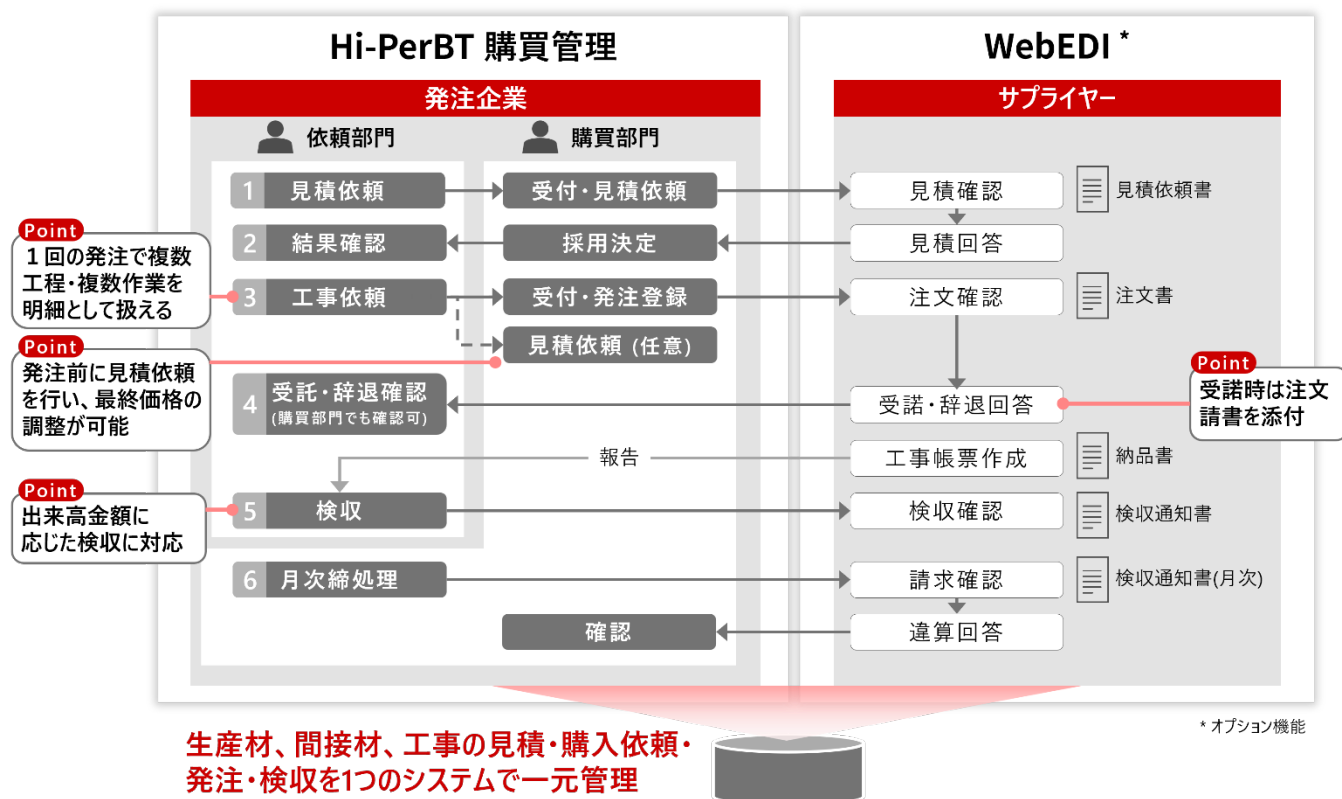 Hi-PerBT 購買管理
WebEDI *
発注企業
サプライヤー
依頼部門
購買部門
1 見積依頼
受付・見積依頼
見積確認
見積依頼書
Point
１回の発注で複数
工程・複数作業を
明細として扱える
2 結果確認
採用決定
見積回答
3 工事依頼
受付・発注登録
注文確認
注文書
見積依頼 (任意)
Point
発注前に見積依頼
を行い、最終価格の
調整が可能
4 受託・辞退確認
(購買部門でも確認可)
受諾・辞退回答
Point
受諾時は注文
請書を添付
報告
工事帳票作成
納品書
Point
出来高金額に
応じた検収に対応
5 検収
検収確認
検収通知書
6 月次締処理
請求確認
検収通知書(月次)
確認
違算回答
* オプション機能
生産材、間接材、工事の見積・購入依頼・
発注・検収を1つのシステムで一元管理